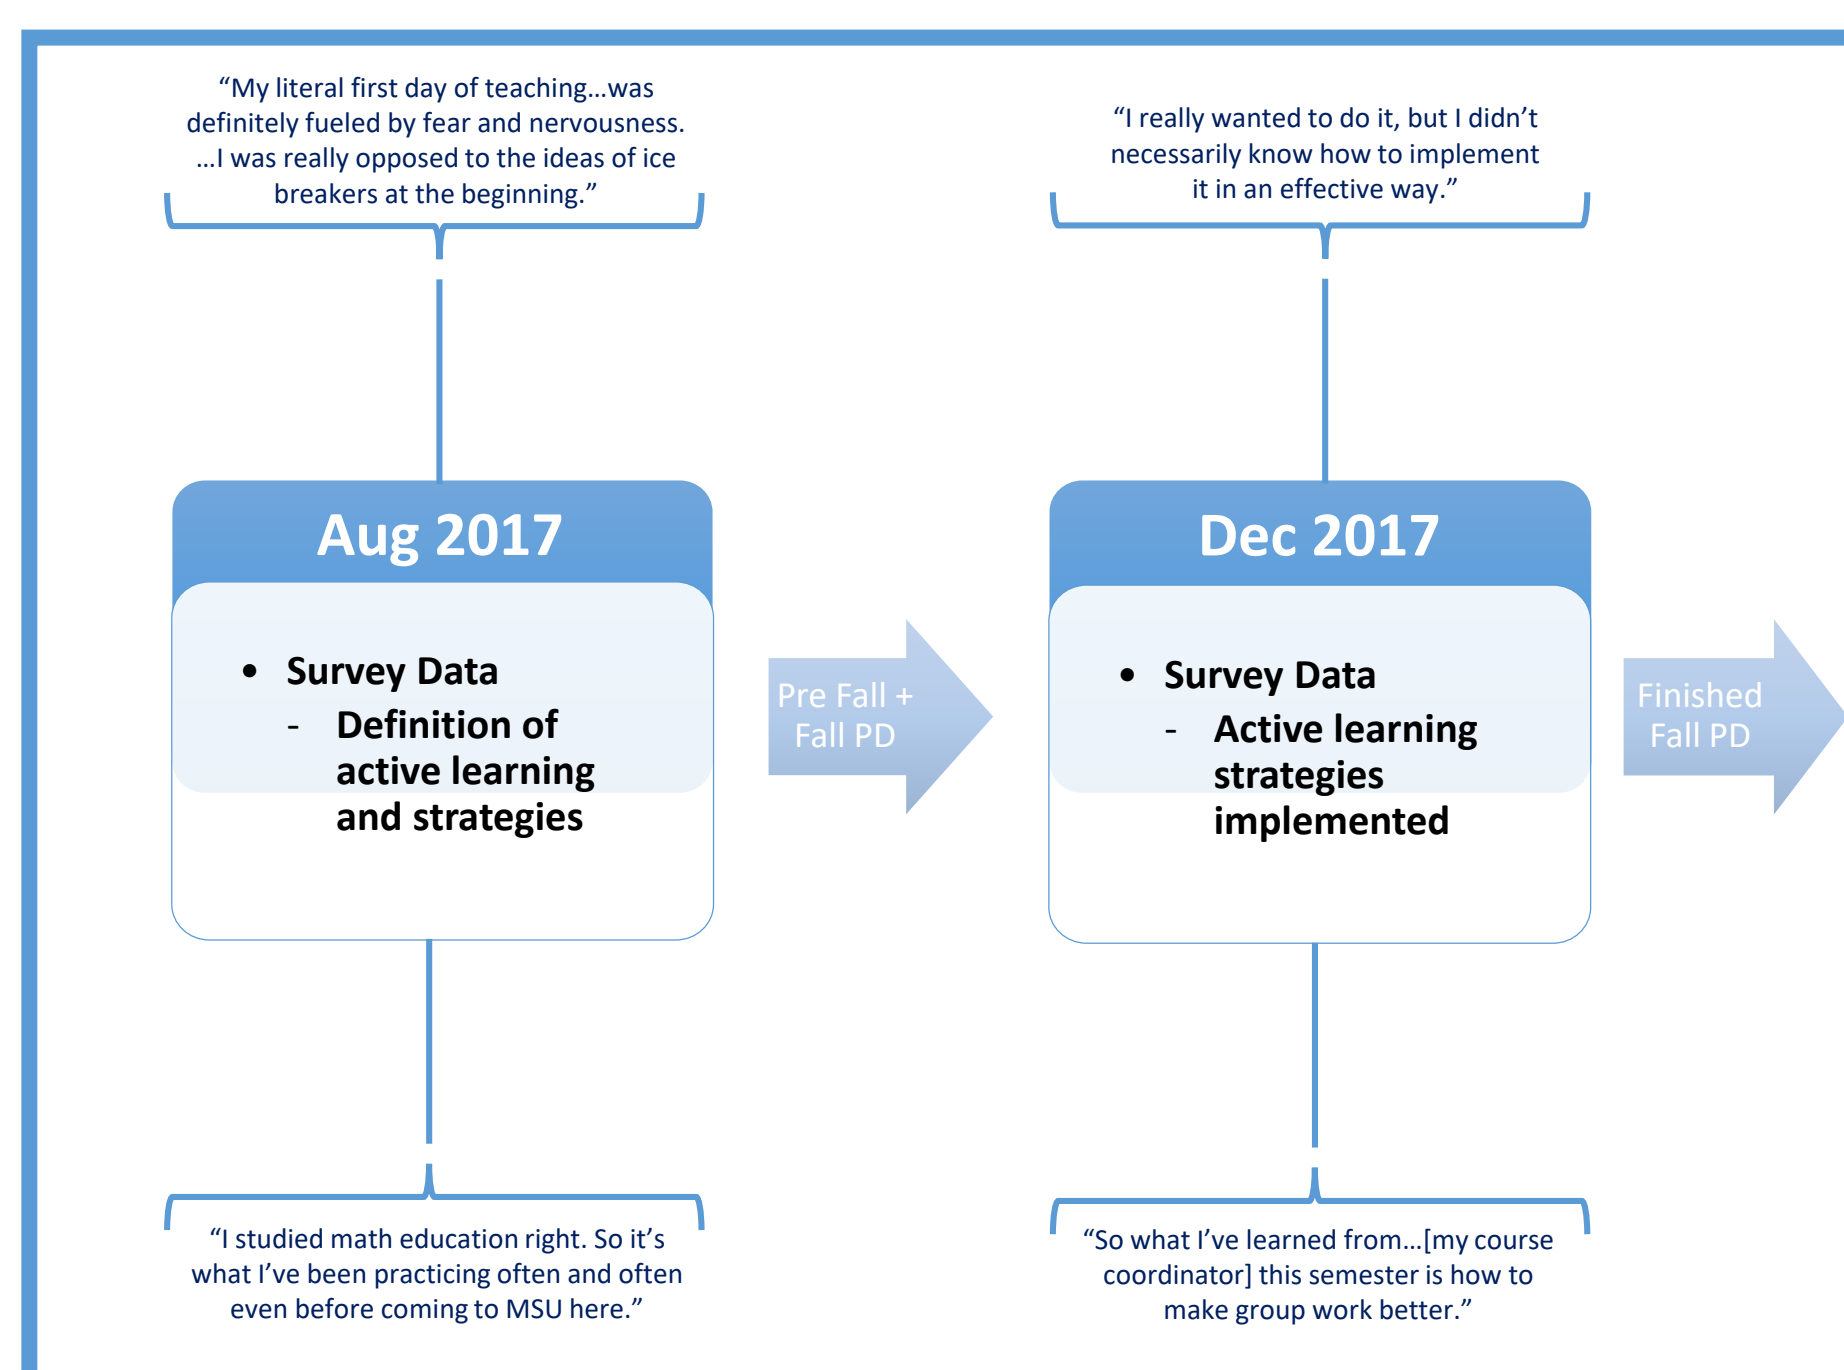 “My literal first day of teaching…was
definitely fueled by fear and nervousness.
…I was really opposed to the ideas of ice
breakers at the beginning.”
“I really wanted to do it, but I didn’t
necessarily know how to implement
it in an effective way.”
Aug 2017
• Survey Data
- Definition of
active learning
and strategies
Pre Fall +
Fall PD
Dec 2017
• Survey Data
- Active learning
strategies
implemented
Finished
Fall PD
“I studied math education right. So it’s
what I’ve been practicing often and often
even before coming to MSU here.”
“So what I’ve learned from…[my course
coordinator] this semester is how to
make group work better.”